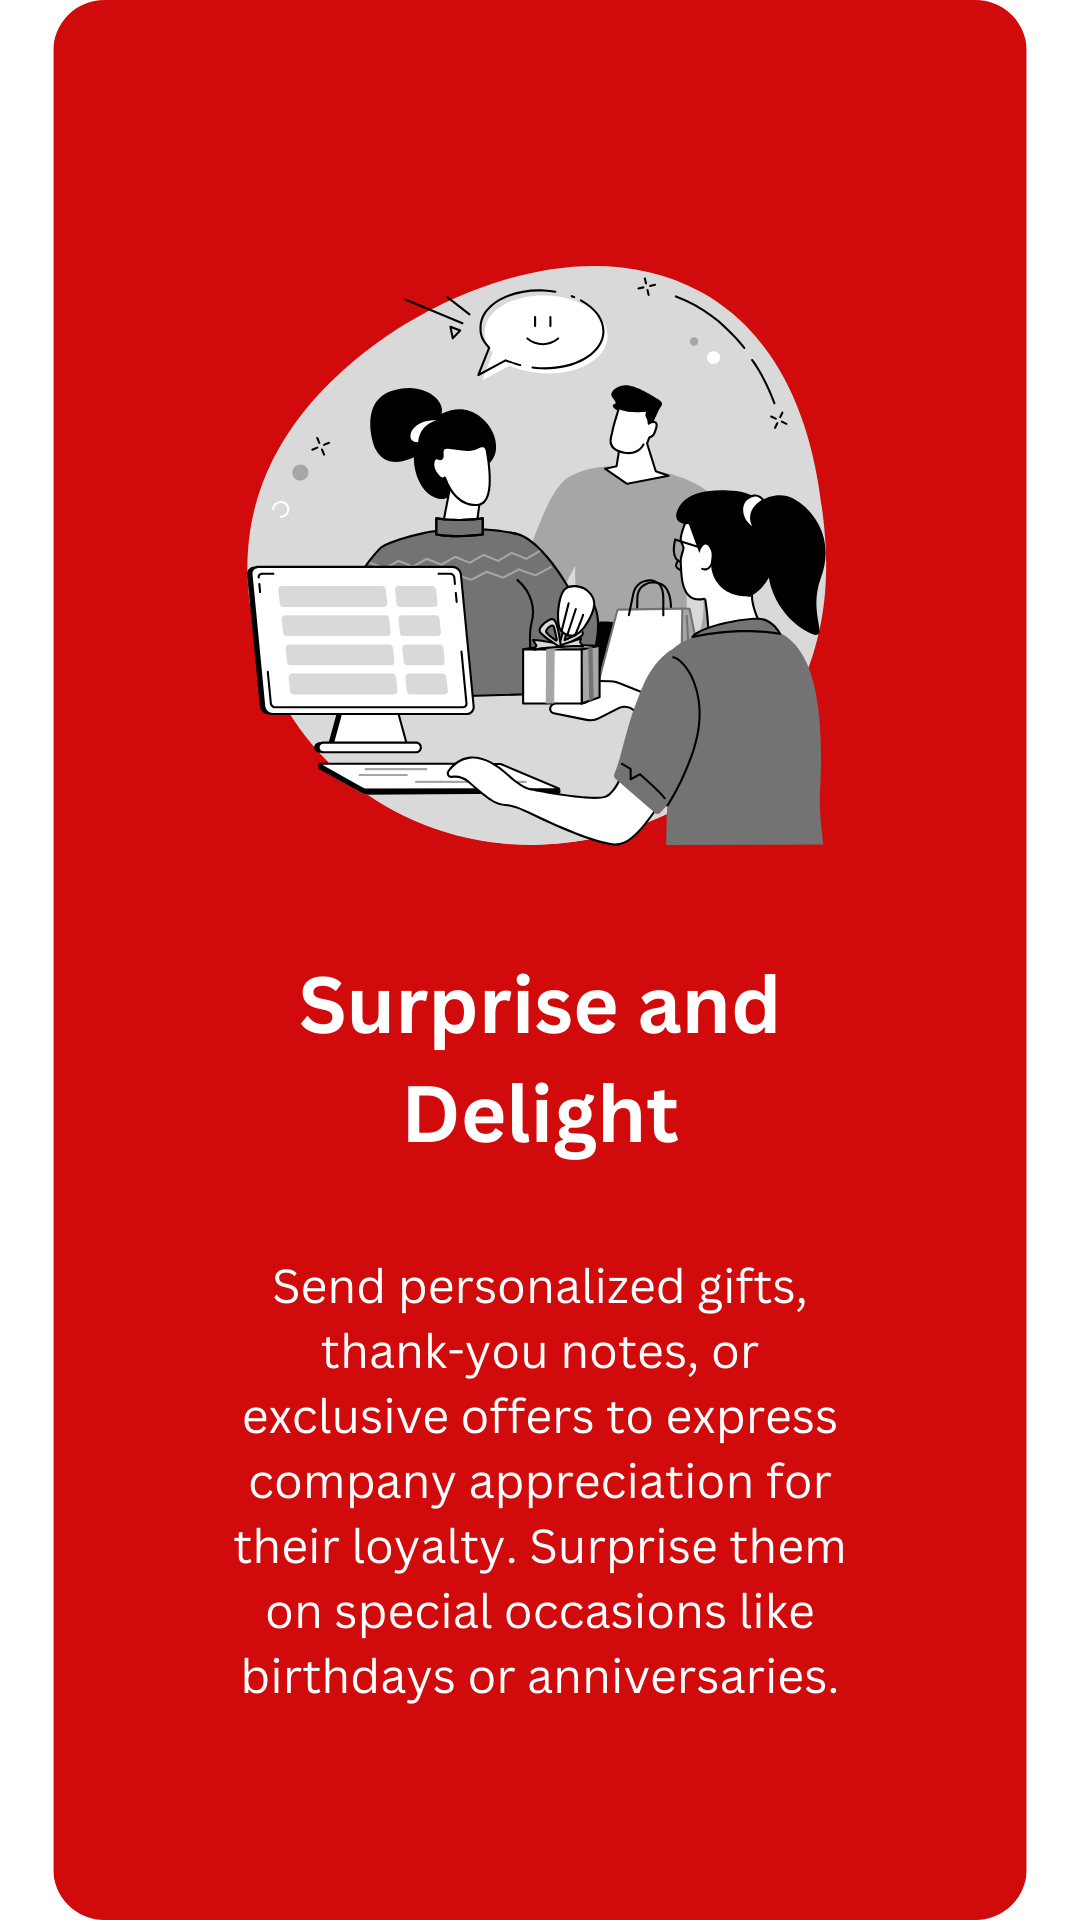 Surprise and
Delight
Send personalized gifts,
thank-you notes, or
exclusive offers to express
company appreciation for
their loyalty. Surprise them
on special occasions like
birthdays or anniversaries.